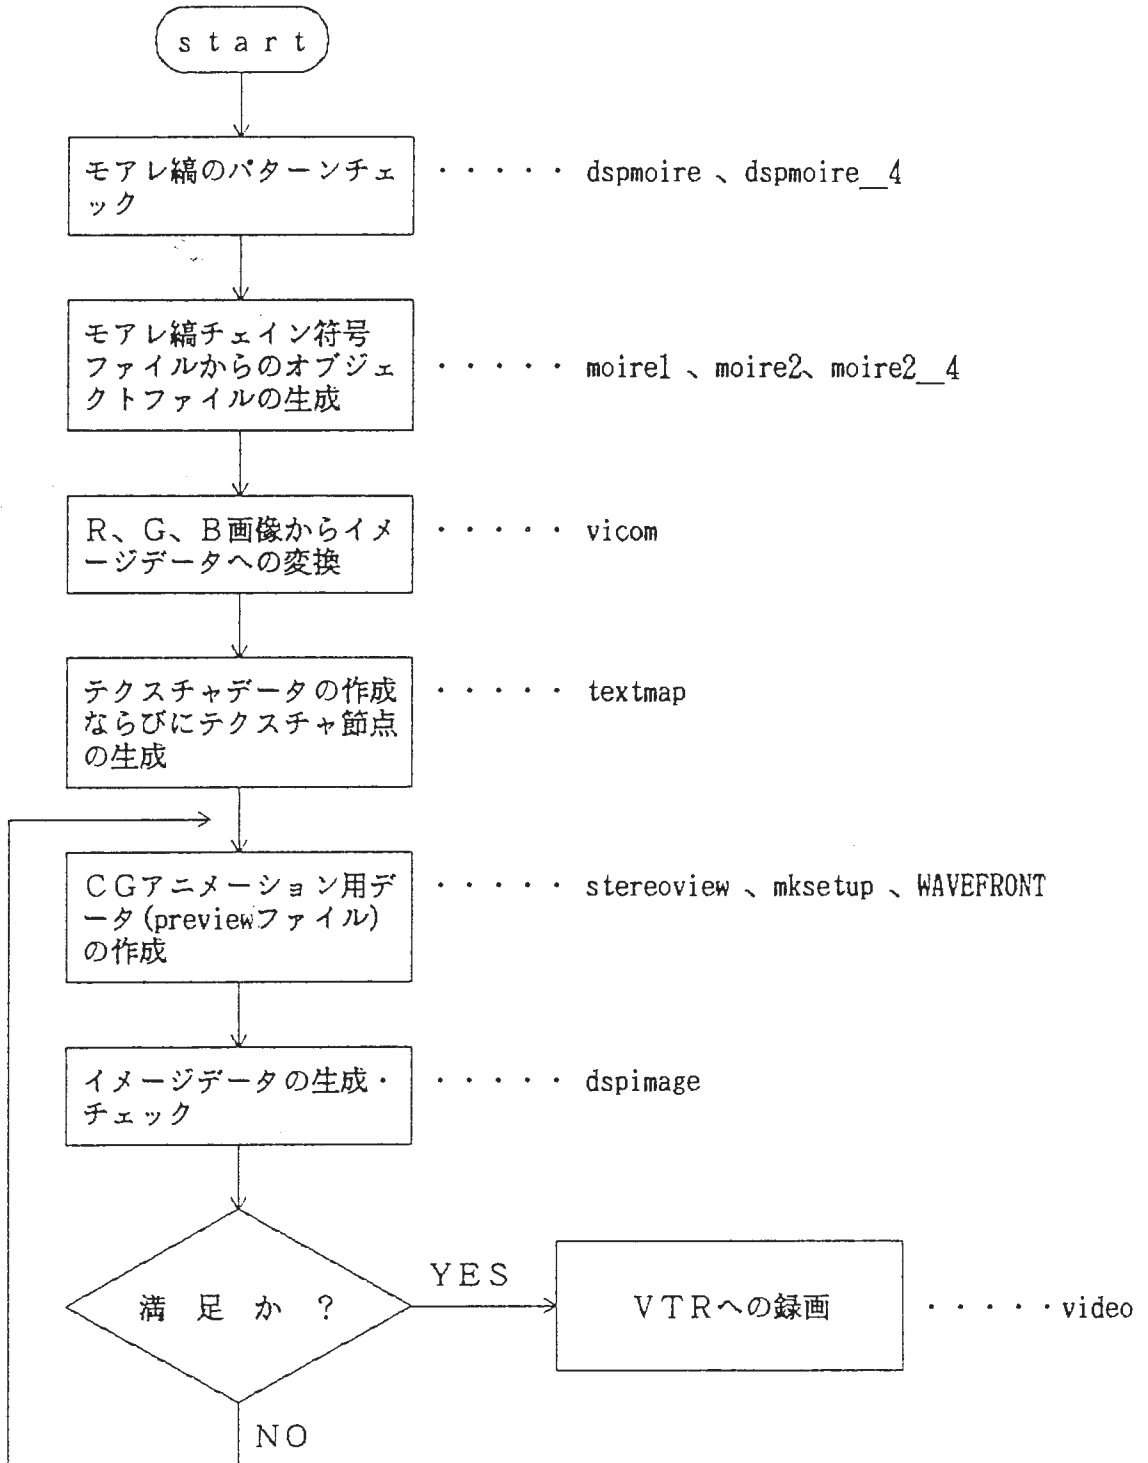 ｓｔａｒｔ
モアレ縞のパターンチェ
ック
・・・・・ dspmoire 、dspmoire__4
モアレ縞チェイン符号
ファイルからのオブジェ
クトファイルの生成
・・・・・ moire1 、moire2、moire2__4
Ｒ、Ｇ、Ｂ画像からイメ
ージデータへの変換
・・・・・ vicom
テクスチャデータの作成
ならびにテクスチャ節点
の生成
・・・・・ textmap
ＣＧアニメーション用デ
ータ(previewファイル)
の作成
・・・・・ stereoview 、mksetup 、WAVEFRONT
イメージデータの生成・
チェック
・・・・・ dspimage
満足か？
ＹＥＳ
ＶＴＲへの録画
・・・・・video
ＮＯ